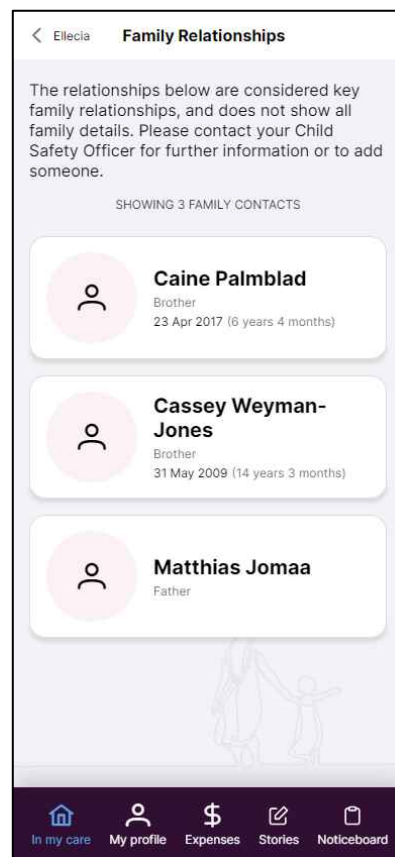 Ellecia Family Relationships
The relationships below are considered key
family relationships, and does not show all
family details. Please contact your Child
Safety Officer for further information or to add
someone.
SHOWING 3 FAMILY CONTACTS
Caine Palmblad
Brother
23 Apr 2017 (6 years 4 months)
Cassey Weyman-
Jones
Brother
31 May 2009 (14 years 3 months)
Matthias Jomaa
Father
In my care My profile Expenses Stories Noticeboard